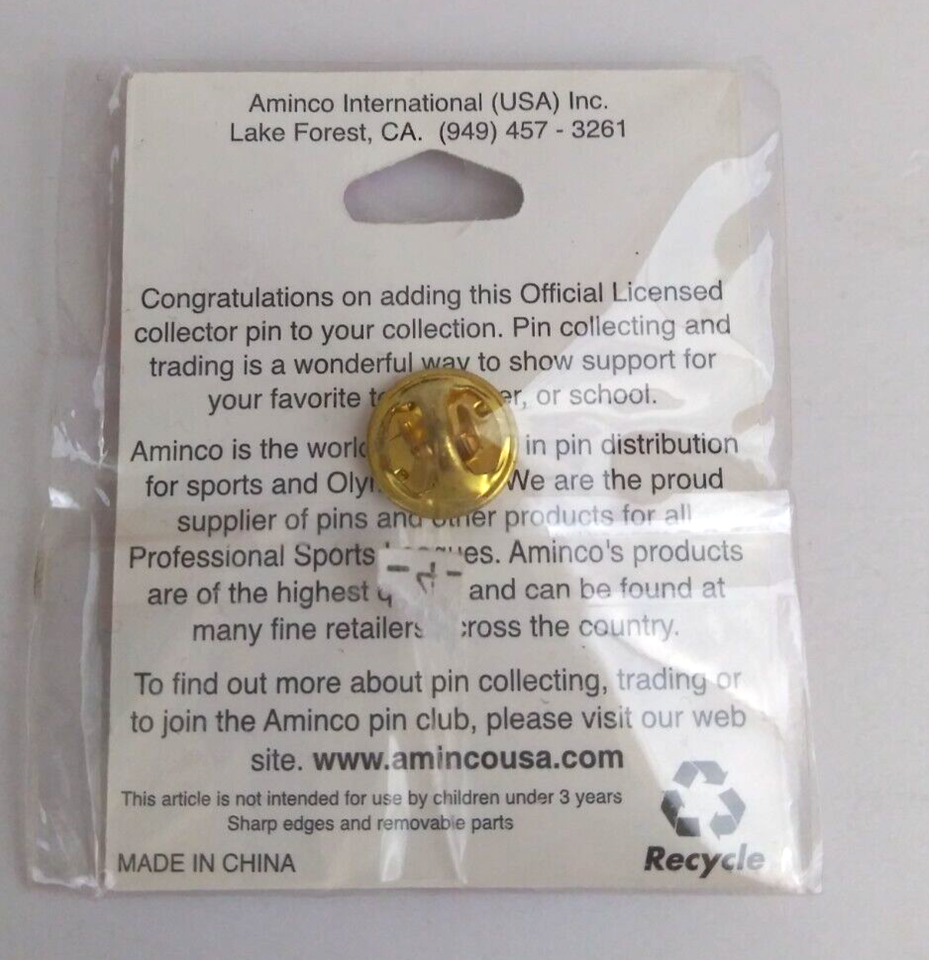 Aminco International (USA) Inc.
Lake Forest, CA. (949) 457 - 3261
Congratulations on adding this Official Licensed
collector pin to your collection. Pin collecting and
trading is a wonderful way to show support for
your favorite or school.
Aminco is the in pin distribution
for sports and We are the proud
supplier of pins and other products for all
Professional Sports Leagues. Aminco's products
are of the highest and can be found at
many fine retailers across the country.
To find out more about pin collecting, trading or
to join the Aminco pin club, please visit our web
site. www.amincousa.com
This article is not intended for use by children under 3 years
Sharp edges and removable parts
MADE IN CHINA
Recycle